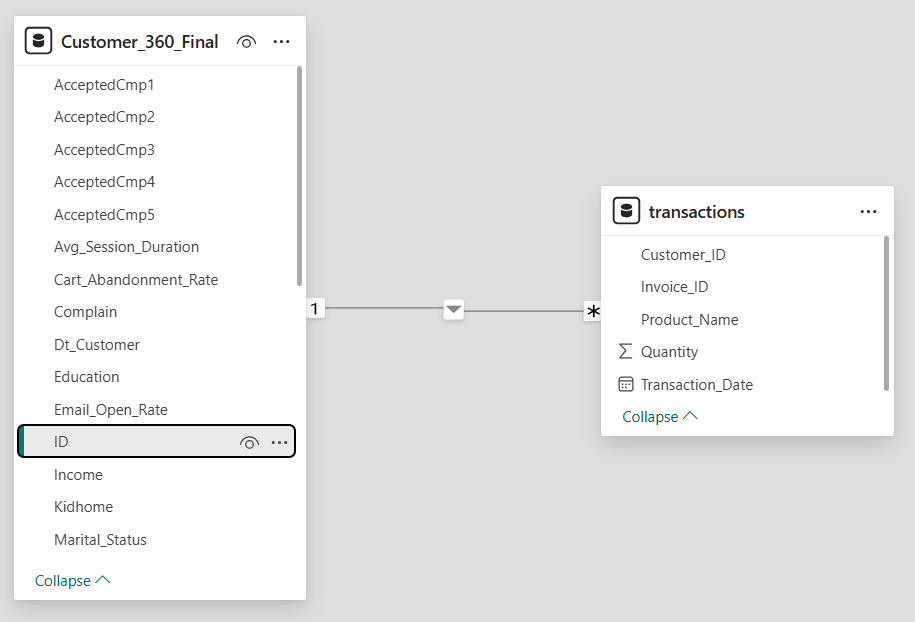 Customer_360_Final
AcceptedCmp1
AcceptedCmp2
AcceptedCmp3
AcceptedCmp4
AcceptedCmp5
Avg_Session_Duration
Cart_Abandonment_Rate
Complain
Dt_Customer
Education
Email_Open_Rate
ID
Income
Kidhome
Marital_Status
Collapse
1
*
transactions
Customer_ID
Invoice_ID
Product_Name
Σ Quantity
Transaction_Date
Collapse